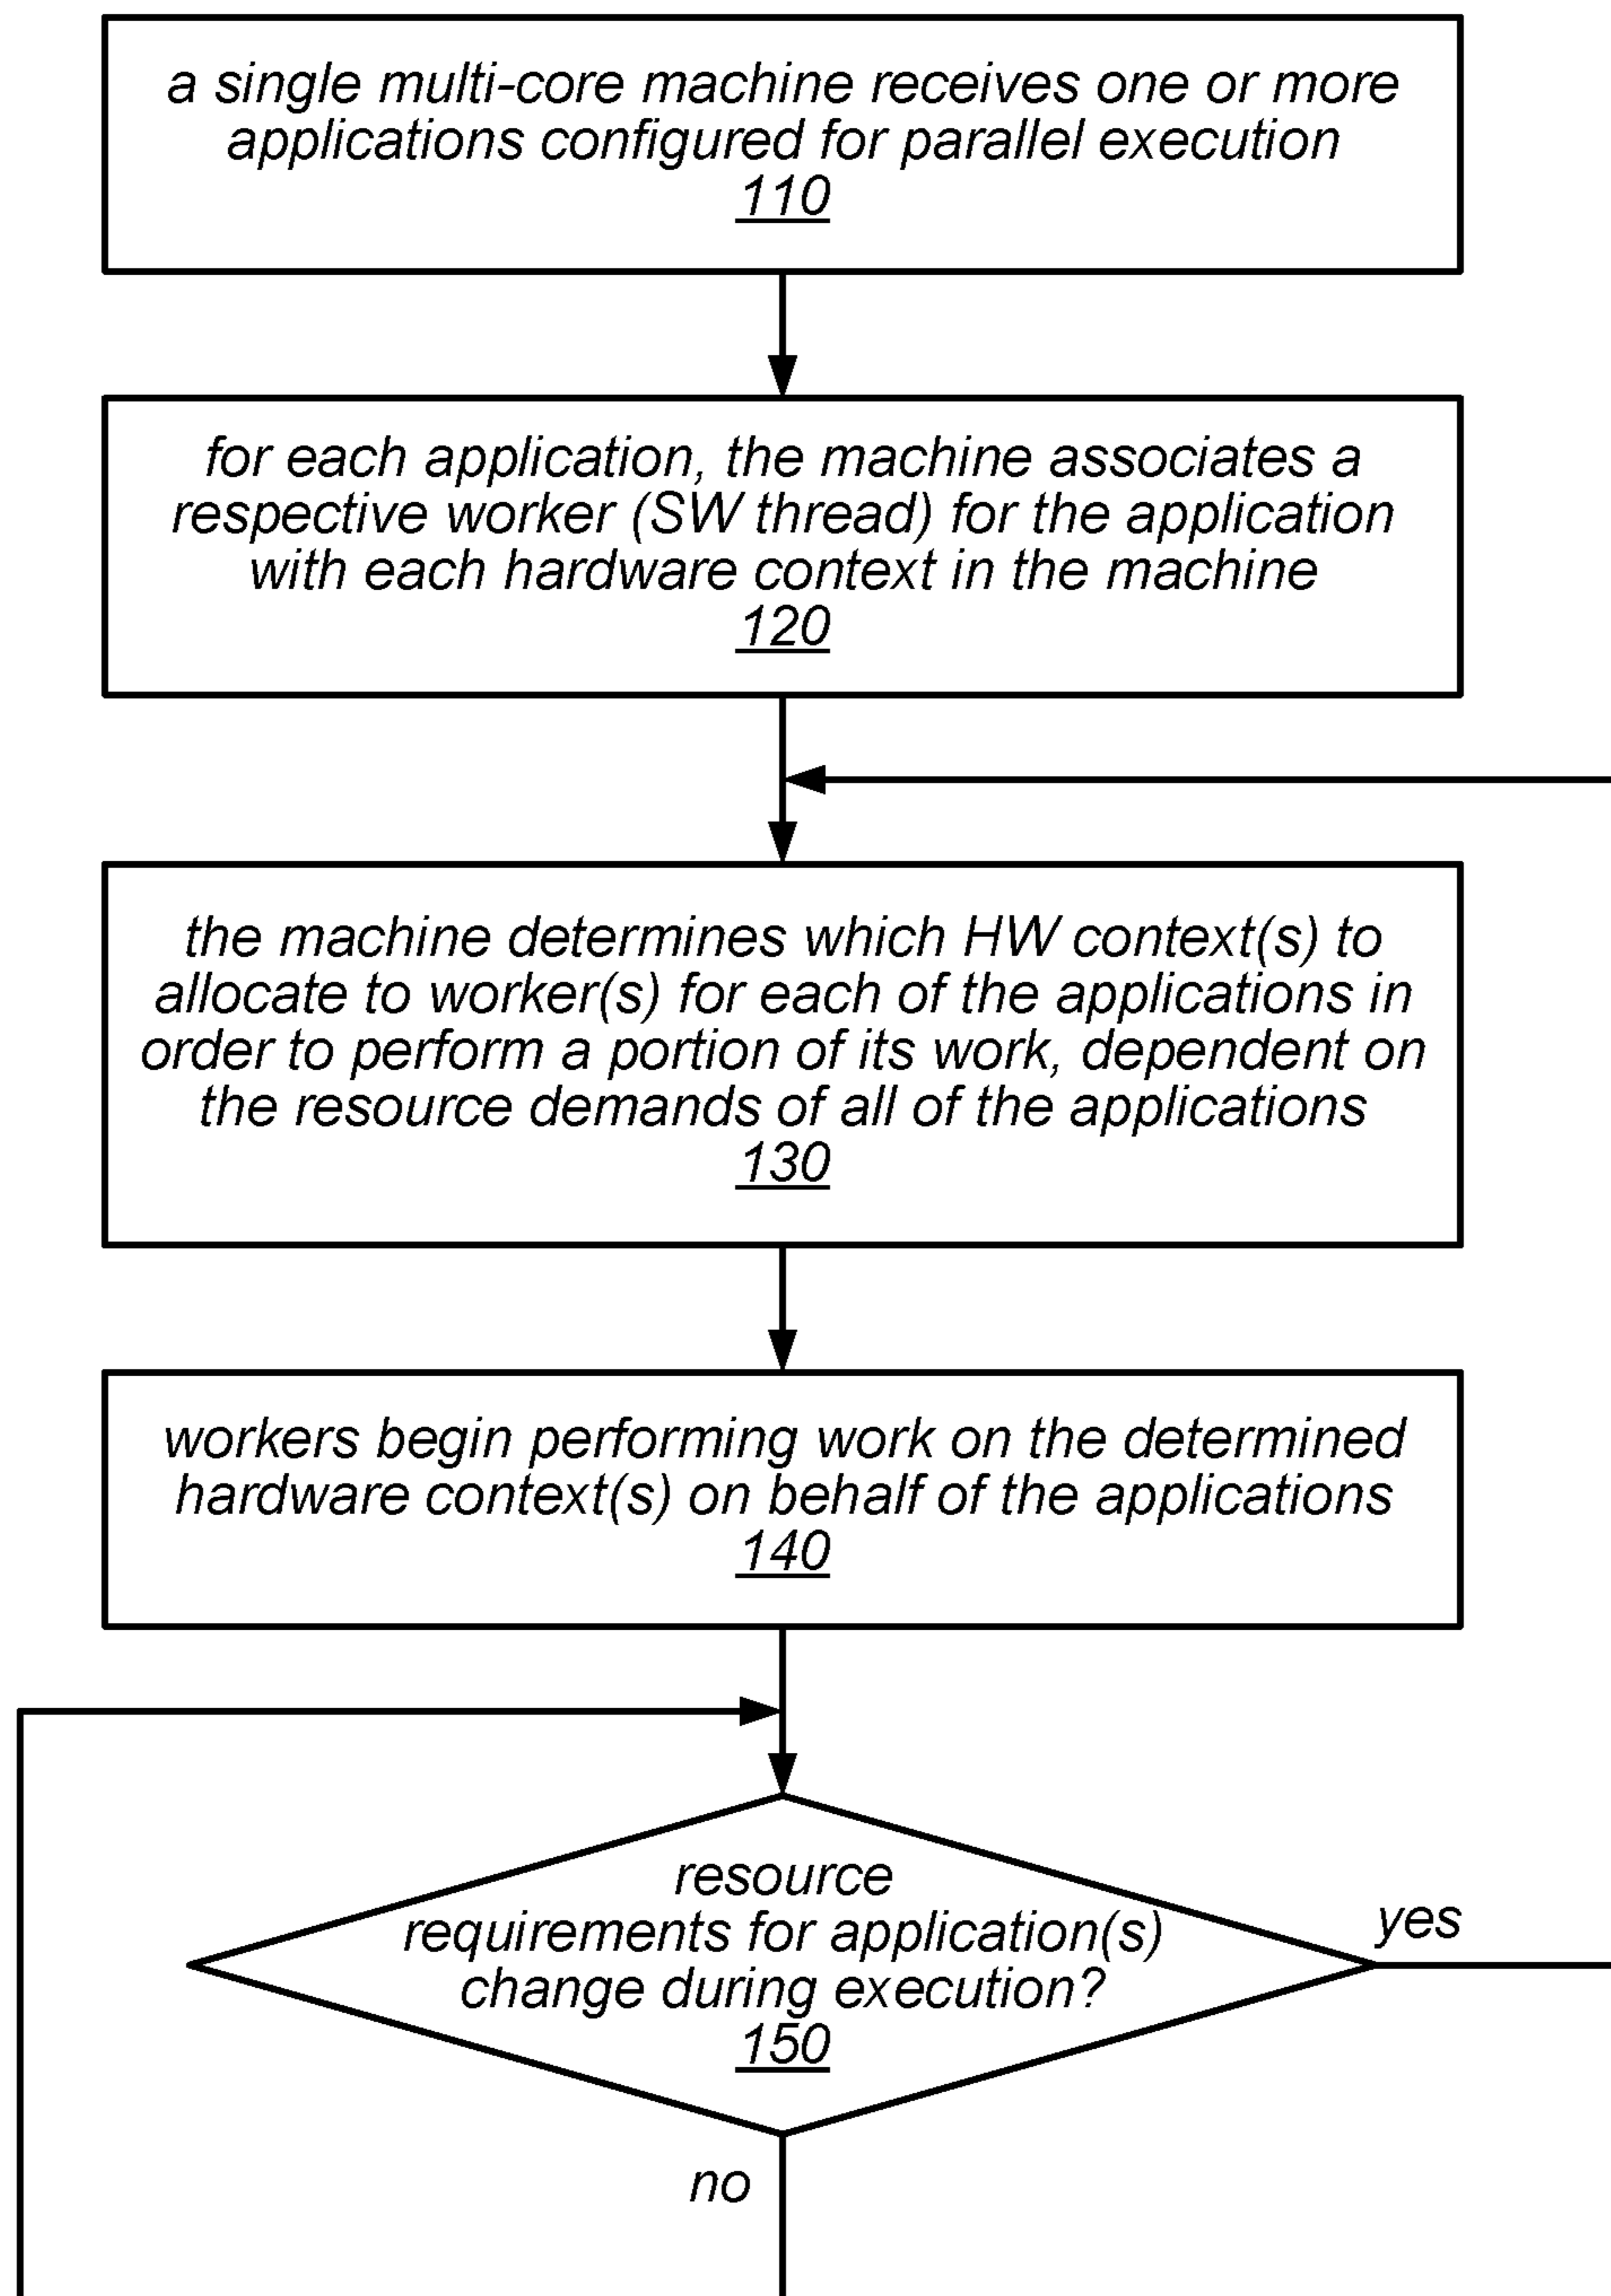 a single multi-core machine receives one or more
applications configured for parallel execution
110
for each application, the machine associates a
respective worker (SW thread) for the application
with each hardware context in the machine
120
the machine determines which HW context(s) to
allocate to worker(s) for each of the applications in
order to perform a portion of its work, dependent on
the resource demands of all of the applications
130
workers begin performing work on the determined
hardware context(s) on behalf of the applications
140
resource
requirements for application(s)
change during execution?
150
yes
no